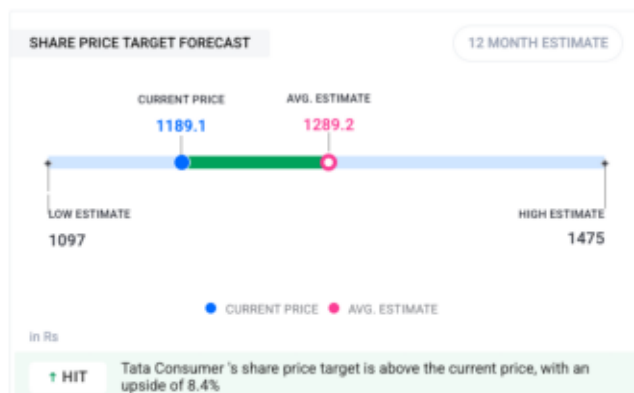 SHARE PRICE TARGET FORECAST
12 MONTH ESTIMATE
CURRENT PRICE
AVG. ESTIMATE
1189.1
1289.2
LOW ESTIMATE
HIGH ESTIMATE
1097
1475
CURRENT PRICE
AVG. ESTIMATE
in Rs
↑ HIT
Tata Consumer 's share price target is above the current price, with an
upside of 8.4%